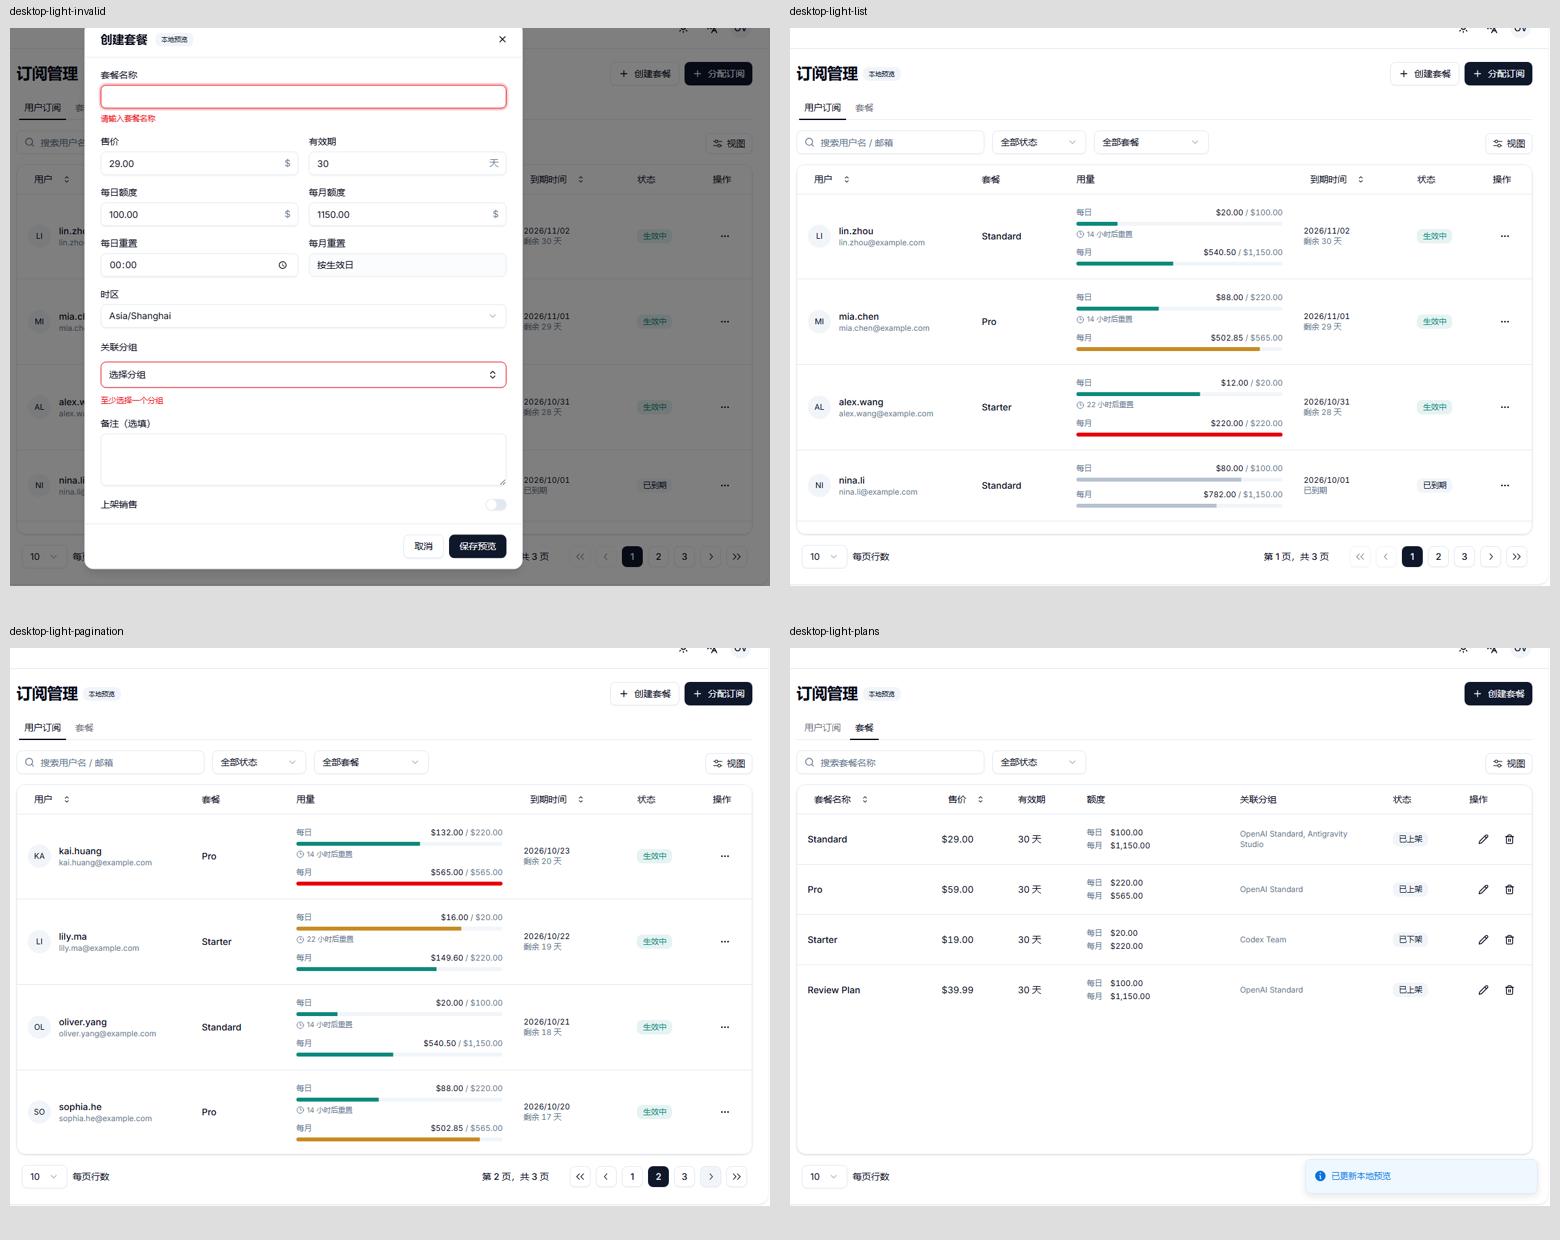 desktop-light-invalid
创建套餐 本地预览
套餐名称
请输入套餐名称
售价 有效期
29.00 $ 30 天
每日额度 每月额度
100.00 $ 1150.00 $
每日重置 每月重置
00:00 按生效日
时区
Asia/Shanghai
关联分组
选择分组
至少选择一个分组
备注（选填）
上架销售
取消 保存预览
订阅管理
创建套餐 分配订阅
用户订阅
搜索用户名
视图
用户 到期时间 状态 操作
LI 2026/11/02 生效中
剩余 30 天
MI 2026/11/01 生效中
剩余 29 天
AL 2026/10/31 生效中
剩余 28 天
NI 2026/10/01 已到期
已到期
10 共 3 页 1 2 3
desktop-light-list
订阅管理 本地预览 创建套餐 分配订阅
用户订阅 套餐
搜索用户名 / 邮箱 全部状态 全部套餐 视图
用户 套餐 用量 到期时间 状态 操作
LI lin.zhou Standard 每日 $20.00 / $100.00 2026/11/02 生效中
lin.zhou@example.com 14 小时后重置 剩余 30 天
每月 $540.50 / $1,150.00
MI mia.chen Pro 每日 $88.00 / $220.00 2026/11/01 生效中
mia.chen@example.com 14 小时后重置 剩余 29 天
每月 $502.85 / $565.00
AL alex.wang Starter 每日 $12.00 / $20.00 2026/10/31 生效中
alex.wang@example.com 22 小时后重置 剩余 28 天
每月 $220.00 / $220.00
NI nina.li Standard 每日 $80.00 / $100.00 2026/10/01 已到期
nina.li@example.com 已到期
每月 $782.00 / $1,150.00
10 每页行数 第 1 页，共 3 页 1 2 3
desktop-light-pagination
订阅管理 本地预览 创建套餐 分配订阅
用户订阅 套餐
搜索用户名 / 邮箱 全部状态 全部套餐 视图
用户 套餐 用量 到期时间 状态 操作
KA kai.huang Pro 每日 $132.00 / $220.00 2026/10/23 生效中
kai.huang@example.com 14 小时后重置 剩余 20 天
每月 $565.00 / $565.00
LI lily.ma Starter 每日 $16.00 / $20.00 2026/10/22 生效中
lily.ma@example.com 22 小时后重置 剩余 19 天
每月 $149.60 / $220.00
OL oliver.yang Standard 每日 $20.00 / $100.00 2026/10/21 生效中
oliver.yang@example.com 14 小时后重置 剩余 18 天
每月 $540.50 / $1,150.00
SO sophia.he Pro 每日 $88.00 / $220.00 2026/10/20 生效中
sophia.he@example.com 14 小时后重置 剩余 17 天
每月 $502.85 / $565.00
10 每页行数 第 2 页，共 3 页 1 2 3
desktop-light-plans
订阅管理 本地预览 创建套餐
用户订阅 套餐
搜索套餐名称 全部状态 视图
套餐名称 售价 有效期 额度 关联分组 状态 操作
Standard $29.00 30 天 每日 $100.00 OpenAI Standard, Antigravity 已上架
每月 $1,150.00 Studio
Pro $59.00 30 天 每日 $220.00 OpenAI Standard 已上架
每月 $565.00
Starter $19.00 30 天 每日 $20.00 Codex Team 已下架
每月 $220.00
Review Plan $39.99 30 天 每日 $100.00 OpenAI Standard 已上架
每月 $1,150.00
10 每页行数
已更新本地预览